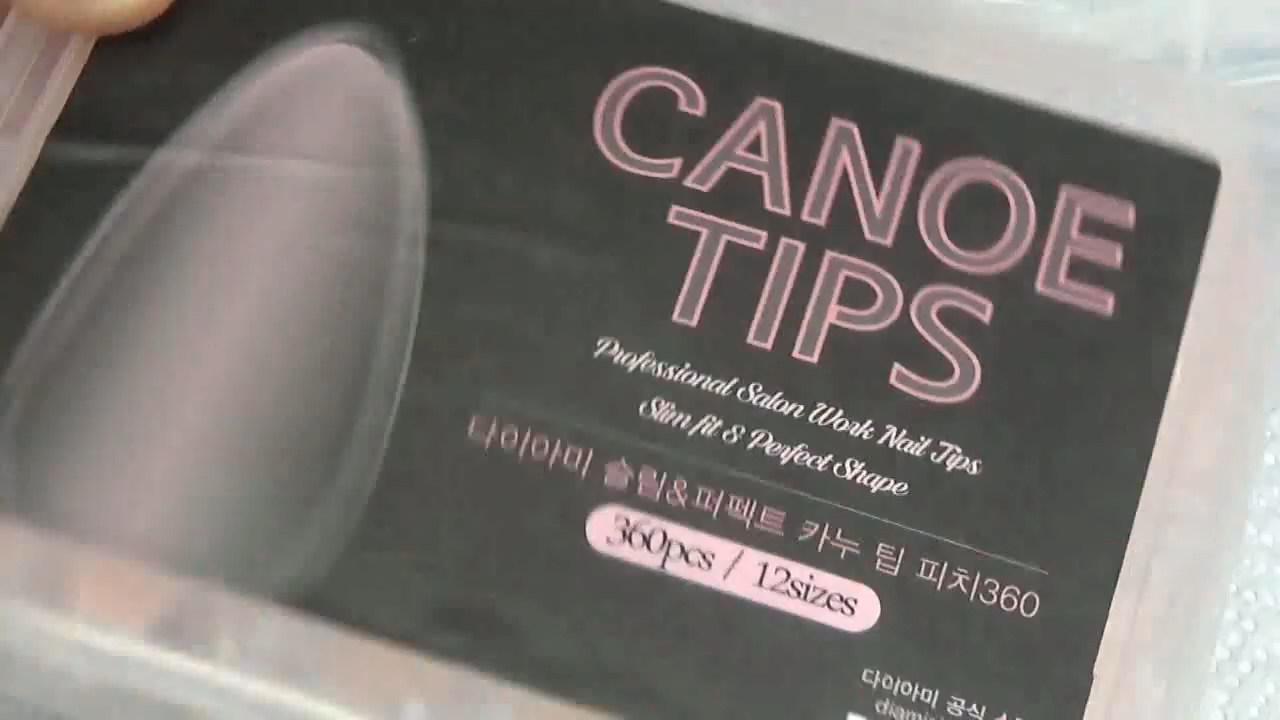 CANOE
TIPS
Professional Salon Work Nail Tips
Slim fit & Perfect Shape
다이아미 슬림&퍼펙트 카누 팁 피치360
360pcs / 12sizes
다이아미 공식